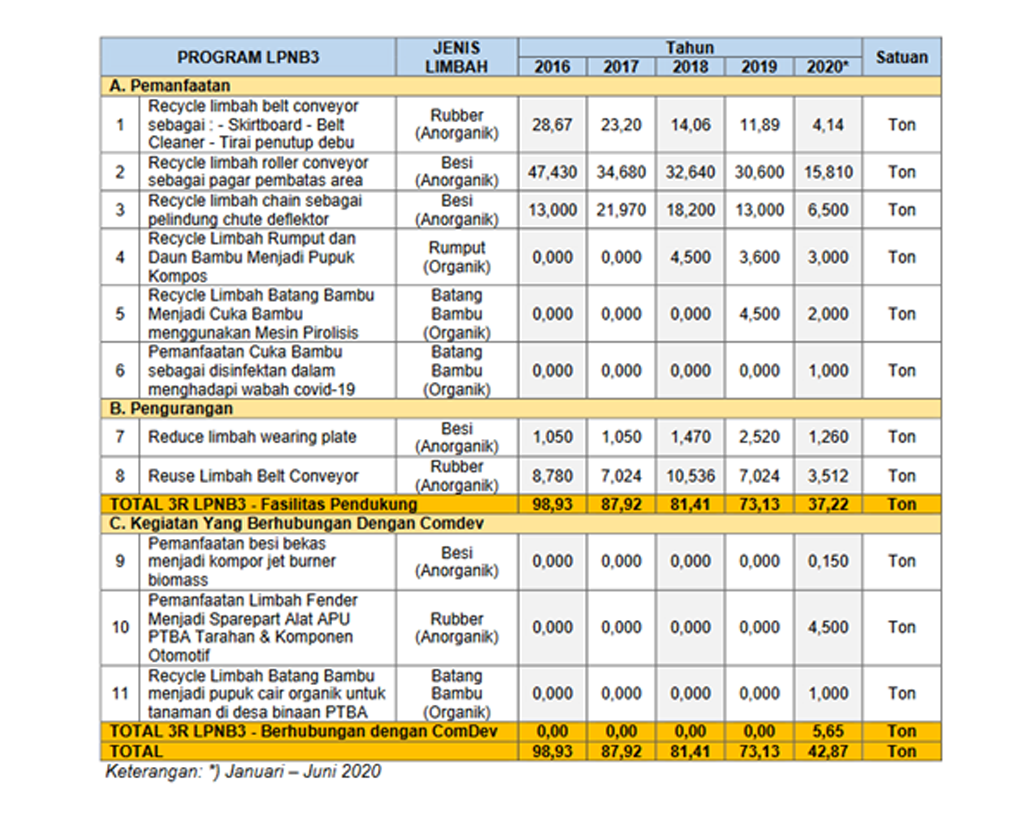 PROGRAM LPNB3 JENIS LIMBAH Tahun Satuan
2016 2017 2018 2019 2020*
A. Pemanfaatan
1 Recycle limbah belt conveyor sebagai : - Skirtboard - Belt Cleaner - Tirai penutup debu Rubber (Anorganik) 28,67 23,20 14,06 11,89 4,14 Ton
2 Recycle limbah roller conveyor sebagai pagar pembatas area Besi (Anorganik) 47,430 34,680 32,640 30,600 15,810 Ton
3 Recycle limbah chain sebagai pelindung chute deflektor Besi (Anorganik) 13,000 21,970 18,200 13,000 6,500 Ton
4 Recycle Limbah Rumput dan Daun Bambu Menjadi Pupuk Kompos Rumput (Organik) 0,000 0,000 4,500 3,600 3,000 Ton
5 Recycle Limbah Batang Bambu Menjadi Cuka Bambu menggunakan Mesin Pirolisis Batang Bambu (Organik) 0,000 0,000 0,000 4,500 2,000 Ton
6 Pemanfaatan Cuka Bambu sebagai disinfektan dalam menghadapi wabah covid-19 Batang Bambu (Organik) 0,000 0,000 0,000 0,000 1,000 Ton
B. Pengurangan
7 Reduce limbah wearing plate Besi (Anorganik) 1,050 1,050 1,470 2,520 1,260 Ton
8 Reuse Limbah Belt Conveyor Rubber (Anorganik) 8,780 7,024 10,536 7,024 3,512 Ton
TOTAL 3R LPNB3 - Fasilitas Pendukung 98,93 87,92 81,41 73,13 37,22 Ton
C. Kegiatan Yang Berhubungan Dengan Comdev
9 Pemanfaatan besi bekas menjadi kompor jet burner biomass Besi (Anorganik) 0,000 0,000 0,000 0,000 0,150 Ton
10 Pemanfaatan Limbah Fender Menjadi Sparepart Alat APU PTBA Tarahan & Komponen Otomotif Rubber (Anorganik) 0,000 0,000 0,000 0,000 4,500 Ton
11 Recycle Limbah Batang Bambu menjadi pupuk cair organik untuk tanaman di desa binaan PTBA Batang Bambu (Organik) 0,000 0,000 0,000 0,000 1,000 Ton
TOTAL 3R LPNB3 - Berhubungan dengan ComDev 0,00 0,00 0,00 0,00 5,65 Ton
TOTAL 98,93 87,92 81,41 73,13 42,87 Ton
Keterangan: *) Januari – Juni 2020